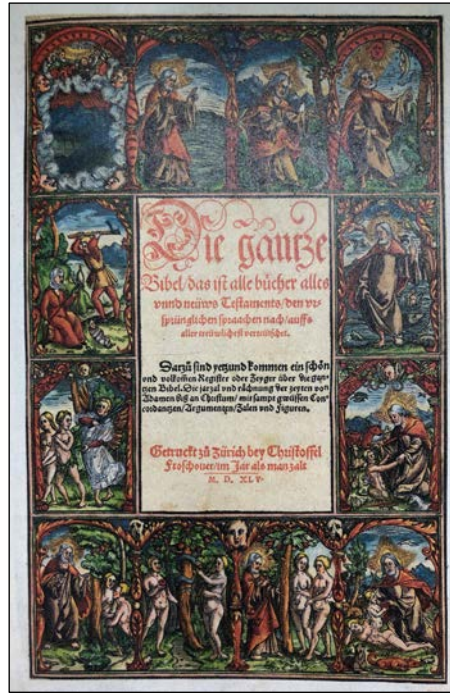 Die gantze
Bibel/das ist alle bücher alles
vnnd neüws Testaments/den vr-
sprünglichen spraachen nach/auffs
aller treüwlichest verteütschet.
Darzů sind yetzund kommen ein schön
vnd volkommen Register oder Zeyger über die gan-
tzen Bibel. Die jarzal vnd rächnung der zeyten von
Adamen biß an Christum/mit sampt gwüssen Con-
cordantzen/Argumenten/Zalen vnd Figuren.
Getruckt zů Zürich bey Christoffel
Froschouer/im Jar als man zalt
M. D. XLV.